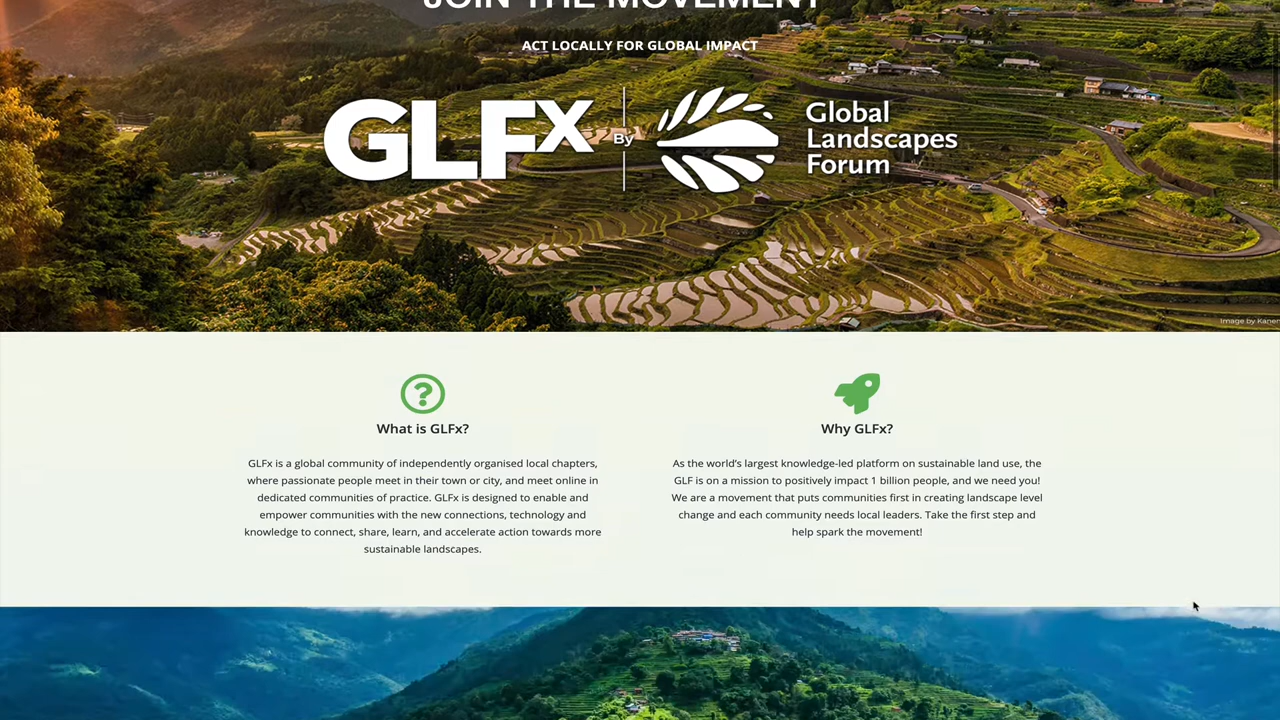 JOIN THE MOVEMENT
ACT LOCALLY FOR GLOBAL IMPACT
GLFx
By
Global
Landscapes
Forum
Image by
What is GLFx?
GLFx is a global community of independently organised local chapters,
where passionate people meet in their town or city, and meet online in
dedicated communities of practice. GLFx is designed to enable and
empower communities with the new connections, technology and
knowledge to connect, share, learn, and accelerate action towards more
sustainable landscapes.
Why GLFx?
As the world’s largest knowledge-led platform on sustainable land use, the
GLF is on a mission to positively impact 1 billion people, and we need you!
We are a movement that puts communities first in creating landscape level
change and each community needs local leaders. Take the first step and
help spark the movement!